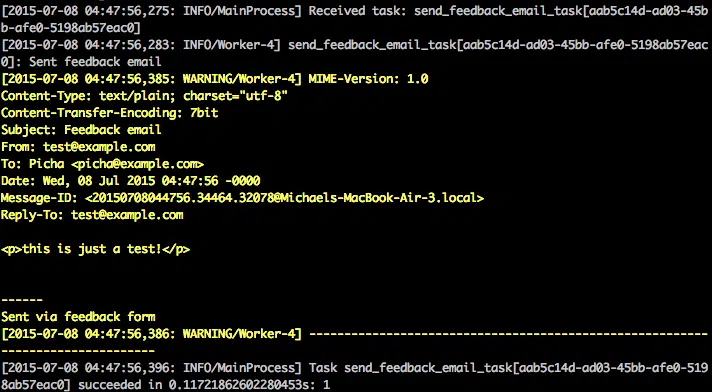 [2015-07-08 04:47:56,275: INFO/MainProcess] Received task: send_feedback_email_task[aab5c14d-ad03-45b
b-afe0-5198ab57eac0]
[2015-07-08 04:47:56,283: INFO/Worker-4] send_feedback_email_task[aab5c14d-ad03-45bb-afe0-5198ab57eac
0]: Sent feedback email
[2015-07-08 04:47:56,385: WARNING/Worker-4] MIME-Version: 1.0
Content-Type: text/plain; charset="utf-8"
Content-Transfer-Encoding: 7bit
Subject: Feedback email
From: test@example.com
To: Picha <picha@example.com>
Date: Wed, 08 Jul 2015 04:47:56 -0000
Message-ID: <20150708044756.34464.32078@Michaels-MacBook-Air-3.local>
Reply-To: test@example.com
<p>this is just a test!</p>
------
Sent via feedback form
[2015-07-08 04:47:56,386: WARNING/Worker-4] ---------------------------------------------------------
----------------------
[2015-07-08 04:47:56,396: INFO/MainProcess] Task send_feedback_email_task[aab5c14d-ad03-45bb-afe0-519
8ab57eac0] succeeded in 0.11721862602280453s: 1